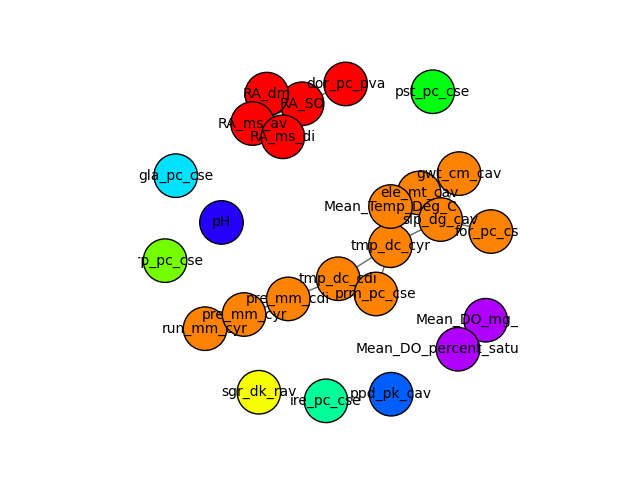 dor_pc_pva
pst_pc_cse
RA_dm
RA_SO
RA_ms_av
RA_ms_di
gla_pc_cse
gwt_cm_cav
ele_mt_cav
Mean_Temp_Deg_C
slp_dg_cav
for_pc_cs
pH
tmp_dc_cyr
rp_pc_cse
tmp_dc_cdi
prm_pc_cse
pre_mm_cdi
pre_mm_cyr
run_mm_cyr
Mean_DO_mg_
Mean_DO_percent_satu
sgr_dk_rav
ire_pc_cse
ppd_pk_cav